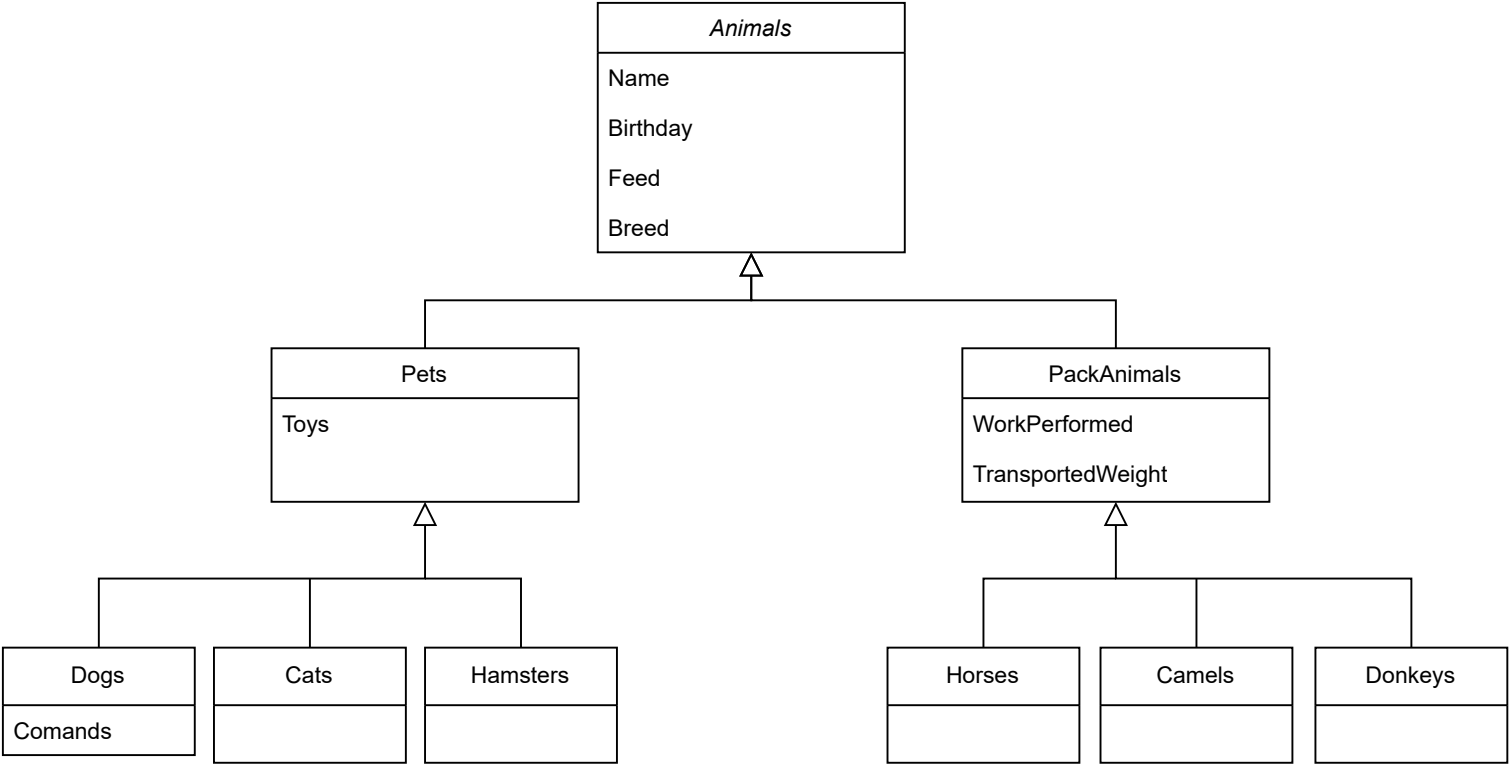 Animals
Name
Birthday
Feed
Breed
Pets
Toys
PackAnimals
WorkPerformed
TransportedWeight
Dogs
Comands
Cats
Hamsters
Horses
Camels
Donkeys